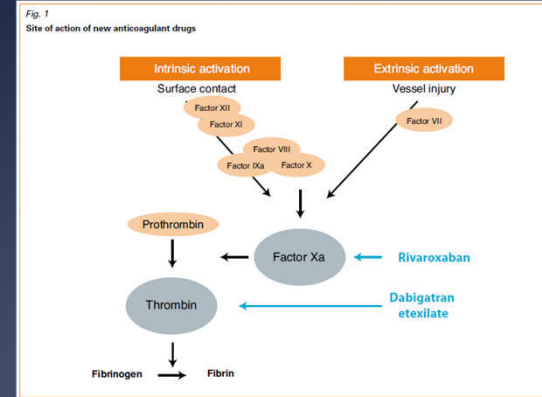 Fig. 1
Site of action of new anticoagulant drugs
Intrinsic activation
Extrinsic activation
Surface contact
Vessel injury
Factor XII
Factor XI
Factor VII
Factor VIII
Factor IXa
Factor X
Prothrombin
Factor Xa
Rivaroxaban
Thrombin
Dabigatran
etexilate
Fibrinogen
Fibrin